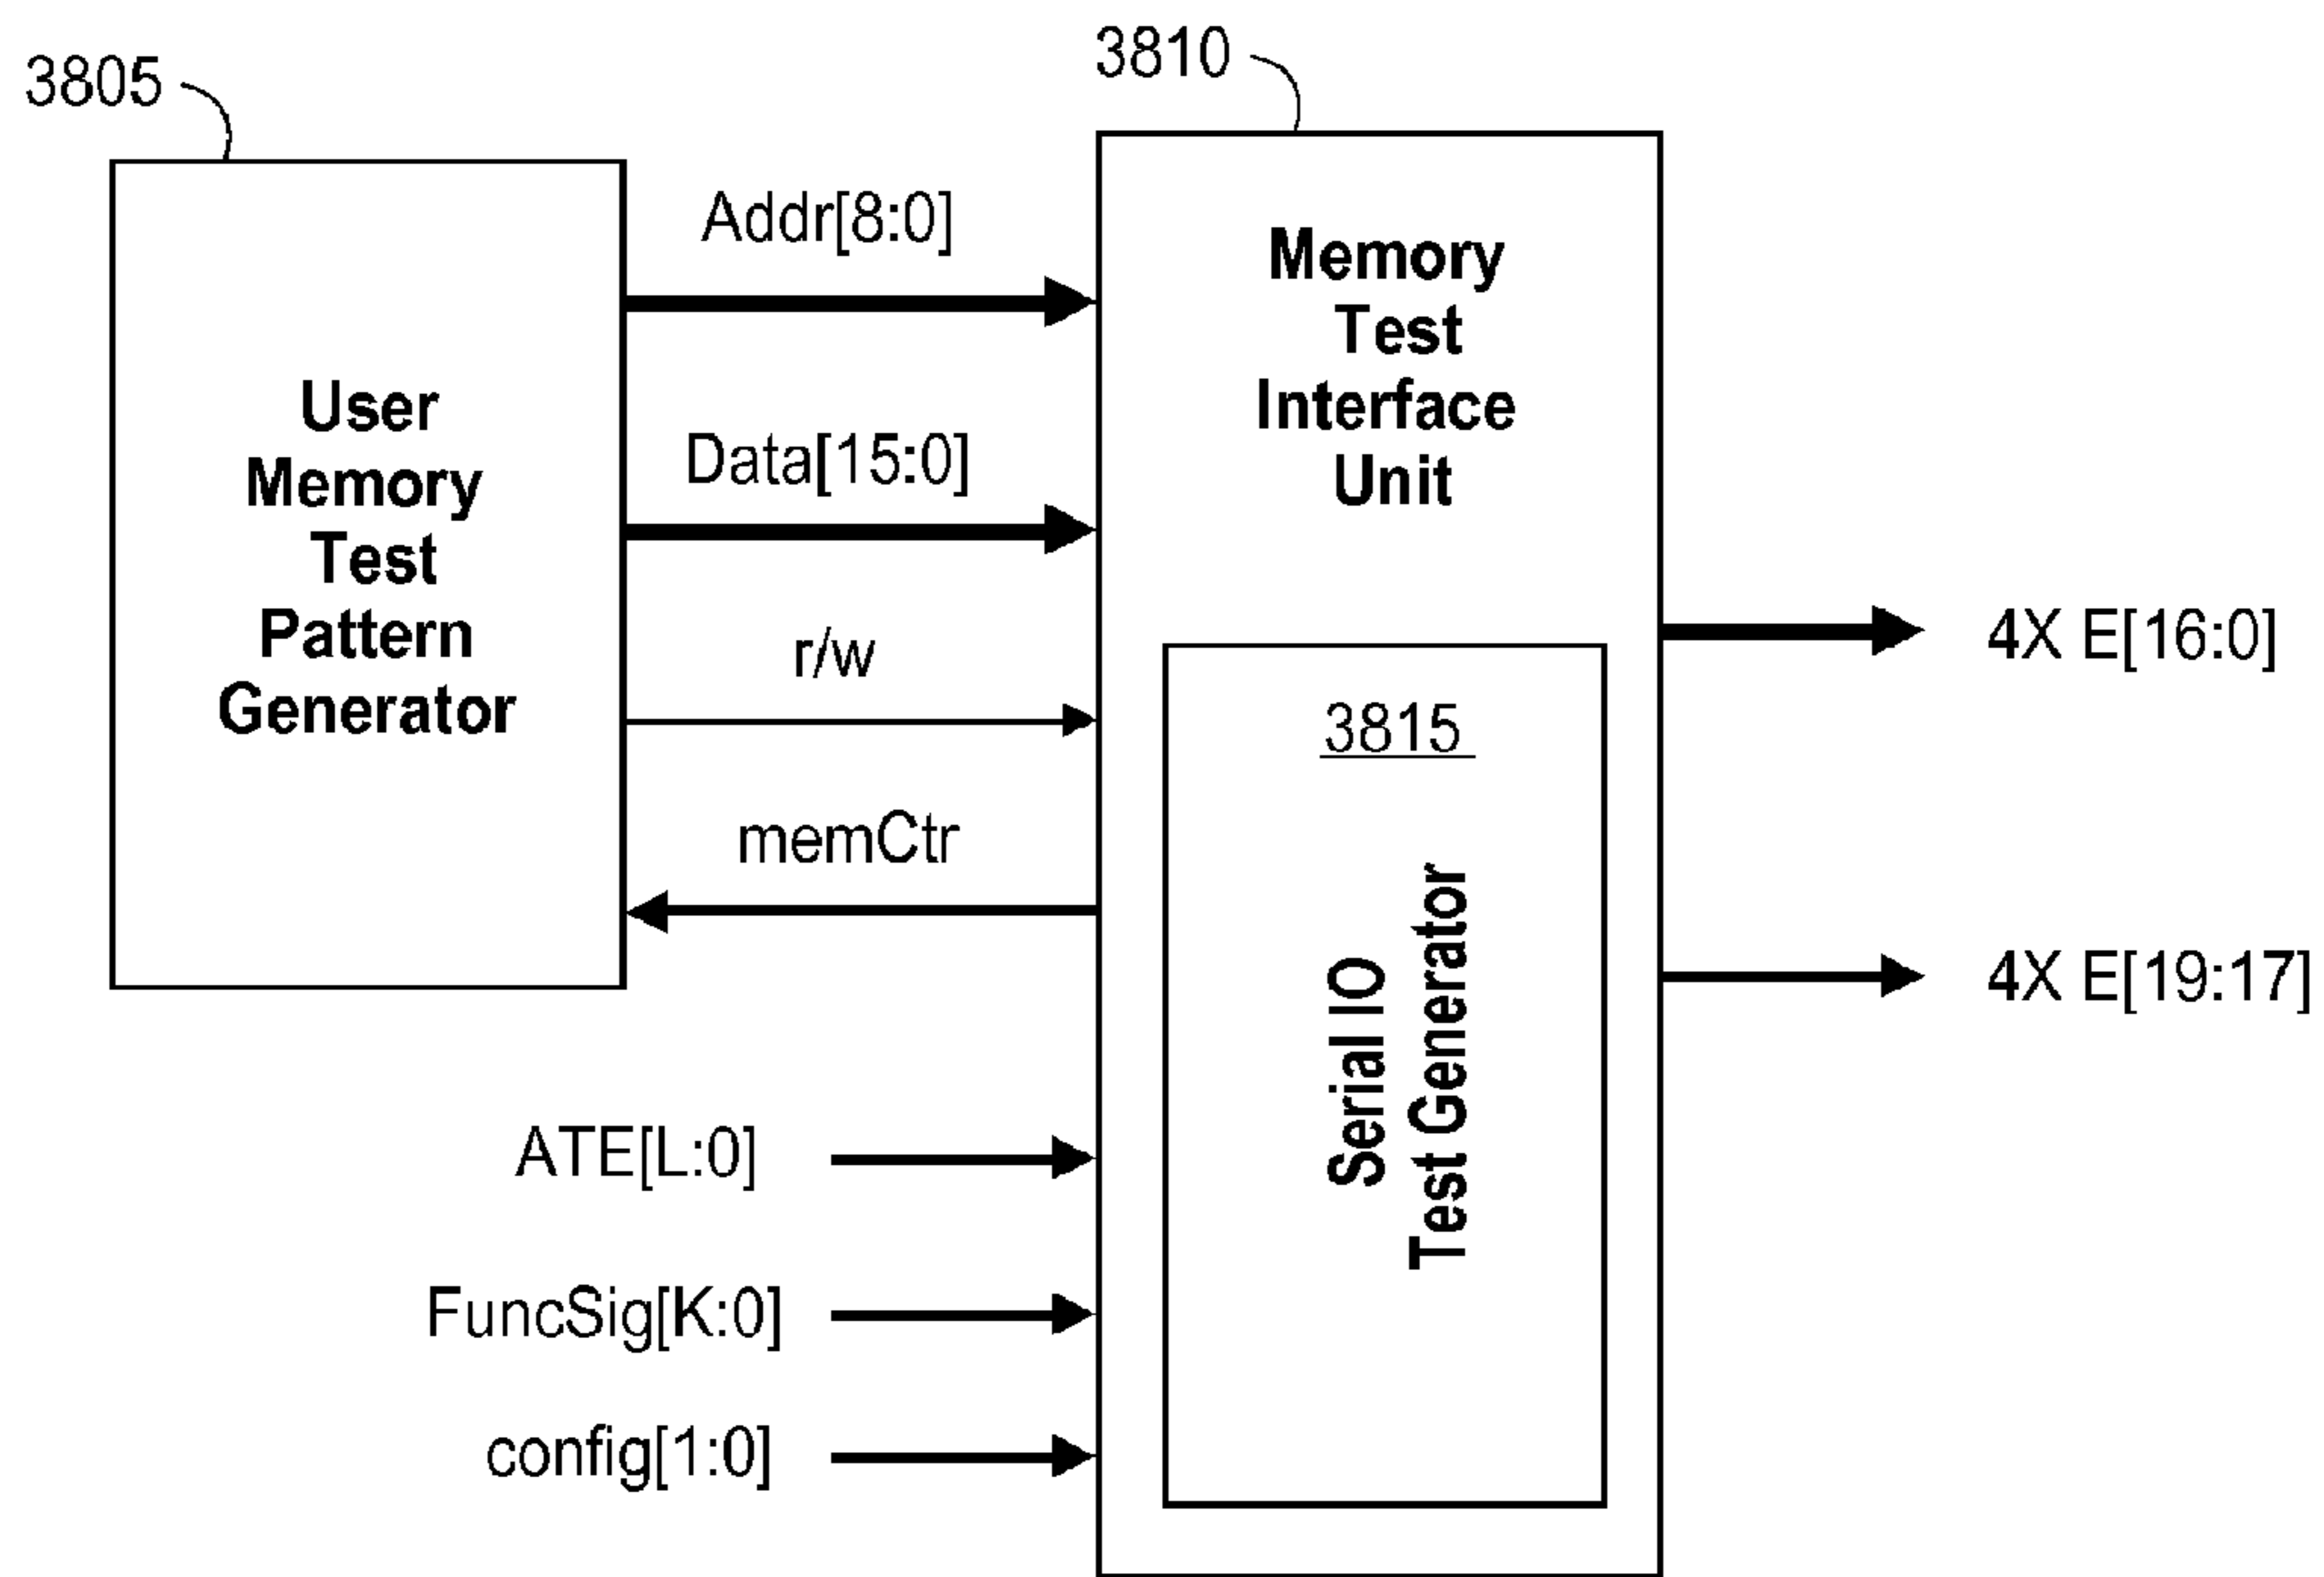 3805
3810
User
Memory
Test
Pattern
Generator
Addr[8:0]
Data[15:0]
r/w
memCtr
ATE[L:0]
FuncSig[K:0]
config[1:0]
Memory
Test
Interface
Unit
3815
Serial IO
Test Generator
4X E[16:0]
4X E[19:17]